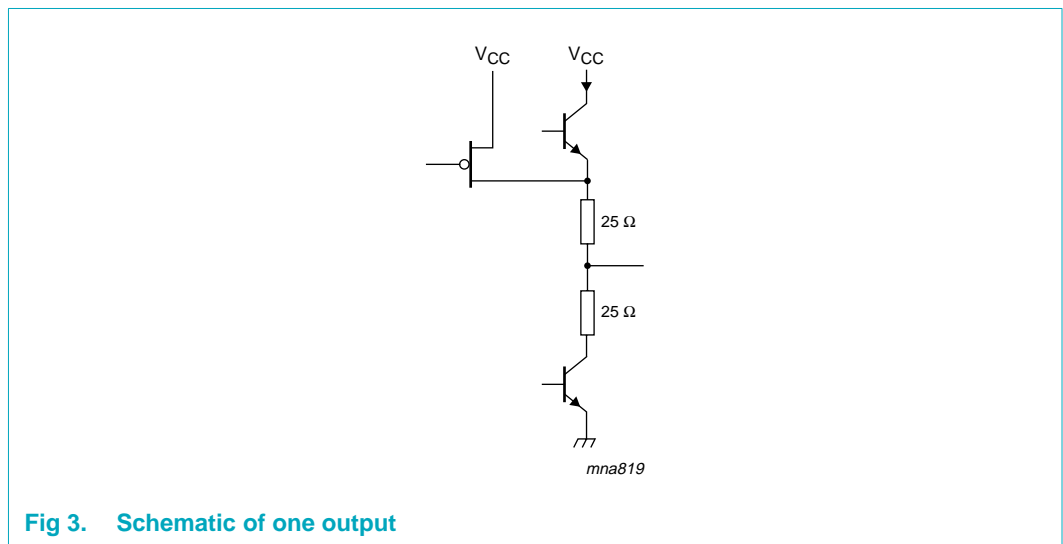 VCC VCC
25 Ω
25 Ω
mna819
Fig 3. Schematic of one output